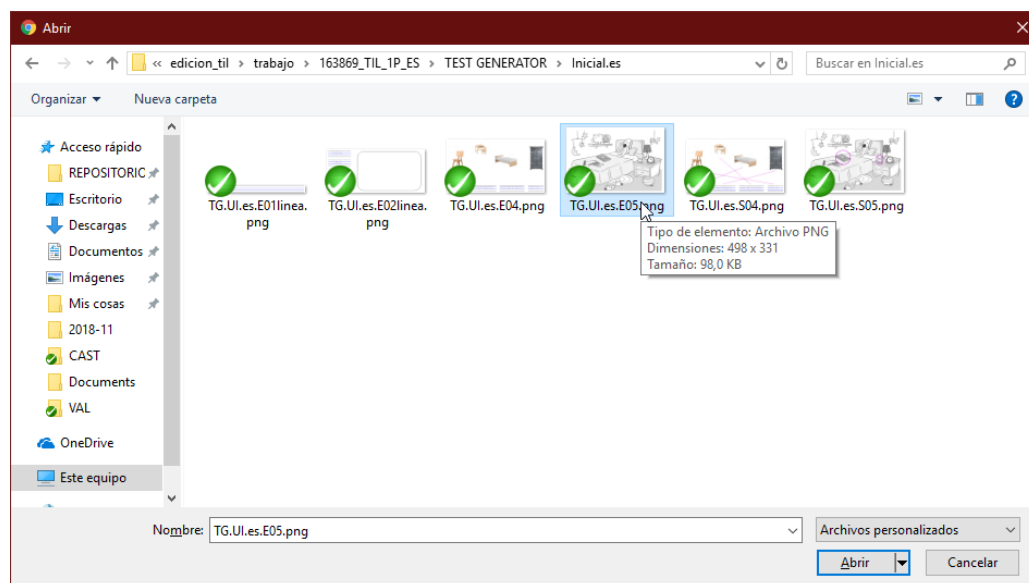 Abrir
« edicion_til › trabajo › 163869_TIL_1P_ES › TEST GENERATOR › Inicial.es
Buscar en Inicial.es
Organizar
Nueva carpeta
Acceso rápido
REPOSITORIC
Escritorio
Descargas
Documentos
Imágenes
Mis cosas
2018-11
CAST
Documents
VAL
OneDrive
Este equipo
TG.UI.es.E01linea.
png
TG.UI.es.E02linea.
png
TG.UI.es.E04.png
TG.UI.es.E05.png
TG.UI.es.S04.png
TG.UI.es.S05.png
Tipo de elemento: Archivo PNG
Dimensiones: 498 x 331
Tamaño: 98,0 KB
Nombre:
TG.UI.es.E05.png
Archivos personalizados
Abrir
Cancelar